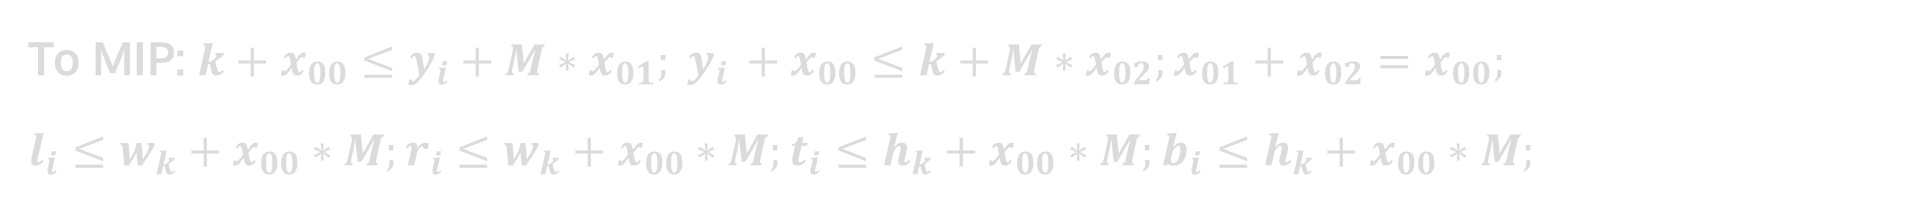 To MIP: k + x₀₀ ≤ yᵢ + M * x₀₁; yᵢ + x₀₀ ≤ k + M * x₀₂; x₀₁ + x₀₂ = x₀₀;
lᵢ ≤ wₖ + x₀₀ * M; rᵢ ≤ wₖ + x₀₀ * M; tᵢ ≤ hₖ + x₀₀ * M; bᵢ ≤ hₖ + x₀₀ * M;